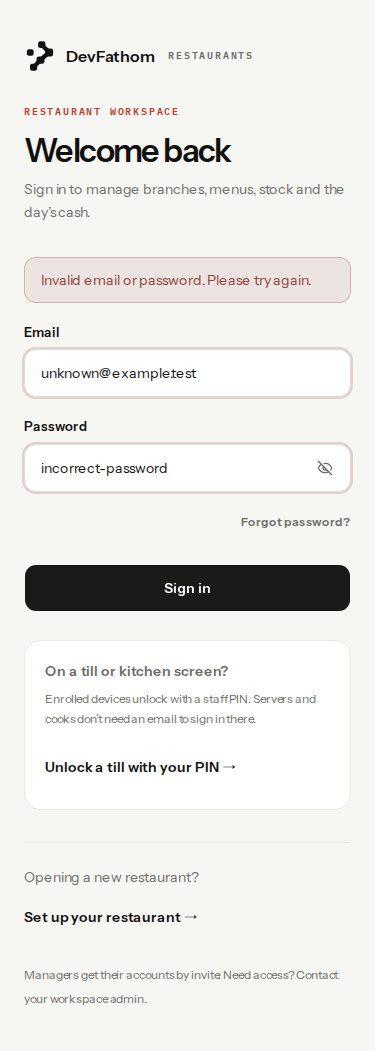 DevFathom RESTAURANTS
RESTAURANT WORKSPACE
Welcome back
Sign in to manage branches, menus, stock and the
day's cash.
Invalid email or password. Please try again.
Email
unknown@example.test
Password
incorrect-password
Forgot password?
Sign in
On a till or kitchen screen?
Enrolled devices unlock with a staff PIN. Servers and
cooks don't need an email to sign in there.
Unlock a till with your PIN →
Opening a new restaurant?
Set up your restaurant →
Managers get their accounts by invite. Need access? Contact
your workspace admin.